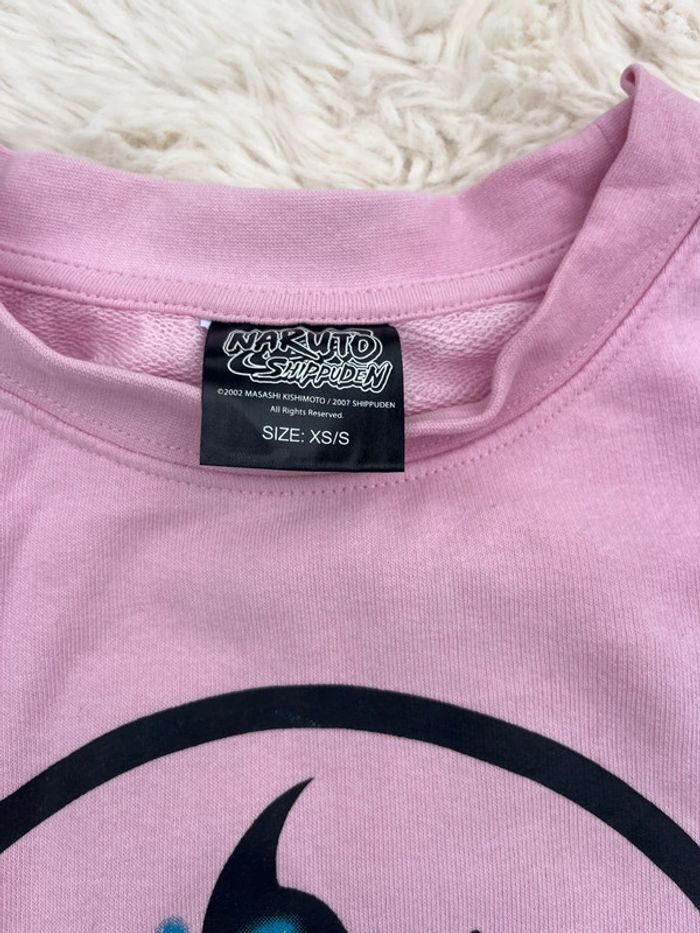 NARUTO
SHIPPUDEN
©2002 MASASHI KISHIMOTO / 2007 SHIPPUDEN
All Rights Reserved.
SIZE: XS/S